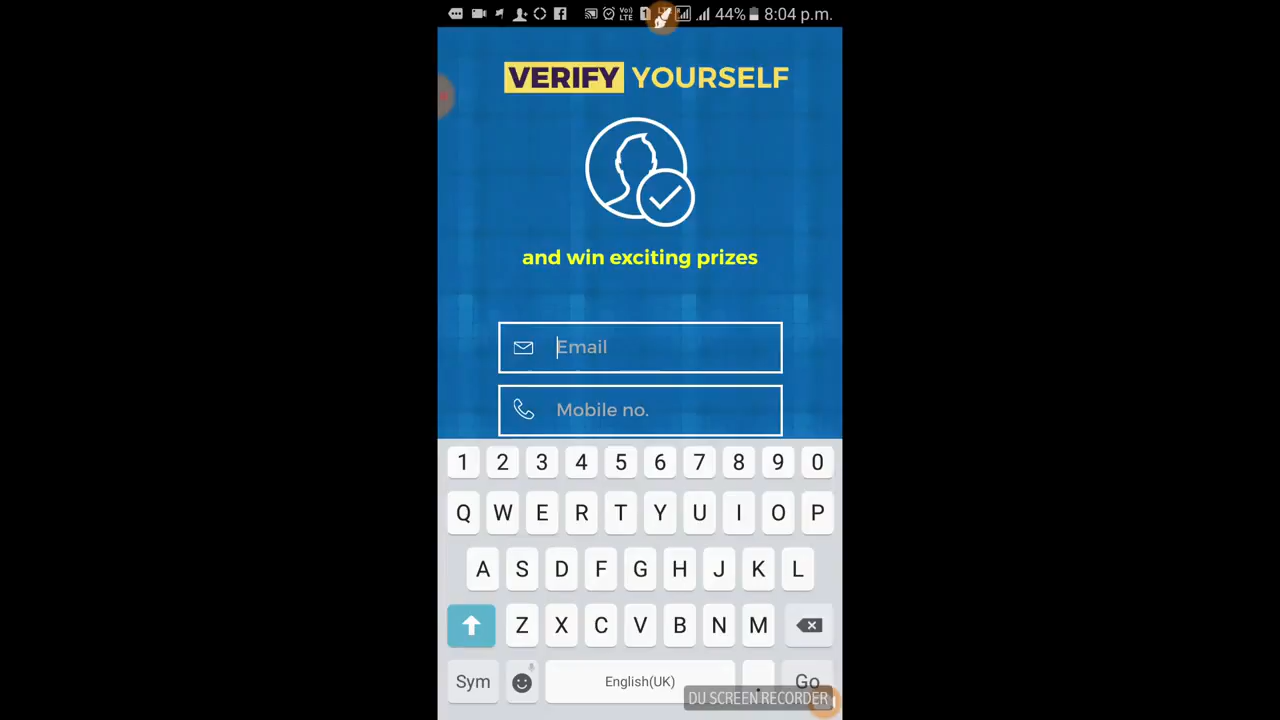 44% 8:04 p.m.
VERIFY YOURSELF
and win exciting prizes
Email
Mobile no.
1 2 3 4 5 6 7 8 9 0
Q W E R T Y U I O P
A S D F G H J K L
Z X C V B N M
Sym English(UK) . Go
DU SCREEN RECORDER